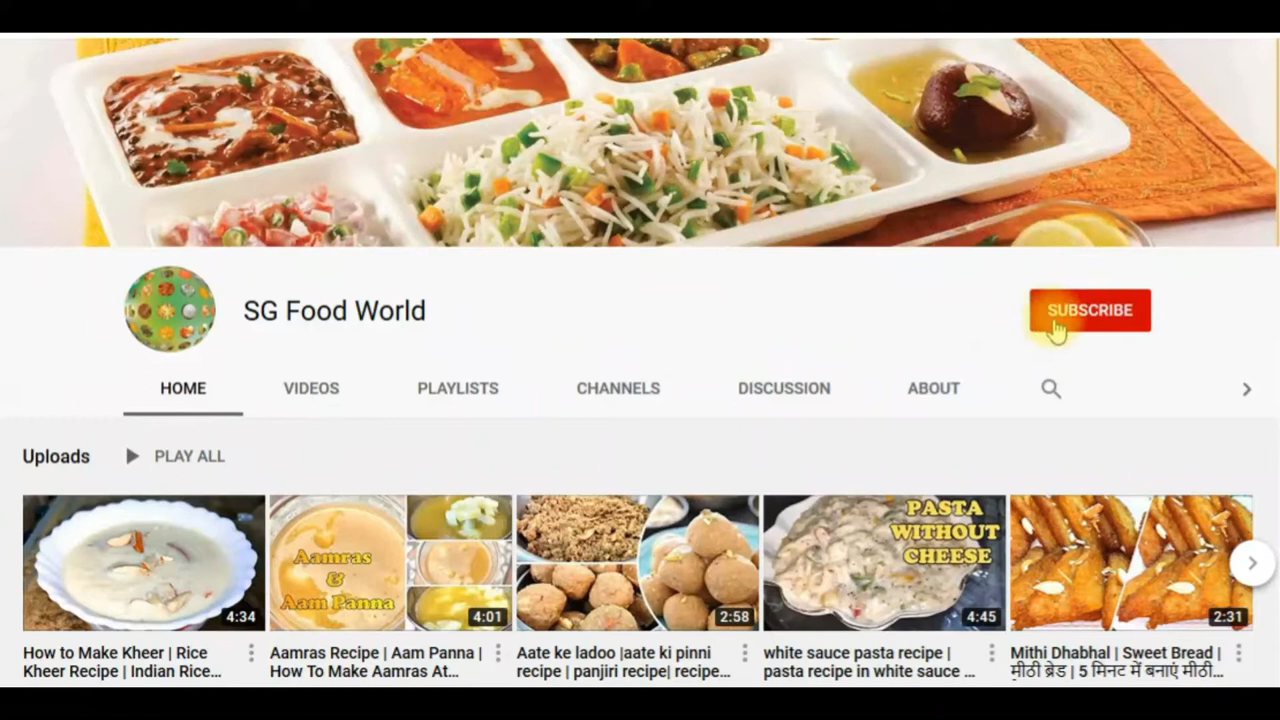 SG Food World
SUBSCRIBE
HOME VIDEOS PLAYLISTS CHANNELS DISCUSSION ABOUT
Uploads PLAY ALL
Aamras
&
Aam Panna
PASTA
WITHOUT
CHEESE
4:34
4:01
2:58
4:45
2:31
How to Make Kheer | Rice
Kheer Recipe | Indian Rice...
Aamras Recipe | Aam Panna |
How To Make Aamras At...
Aate ke ladoo |aate ki pinni
recipe | panjiri recipe| recipe...
white sauce pasta recipe |
pasta recipe in white sauce ...
Mithi Dhabhal | Sweet Bread |
मीठी ब्रेड | 5 मिनट में बनाएं मीठी...